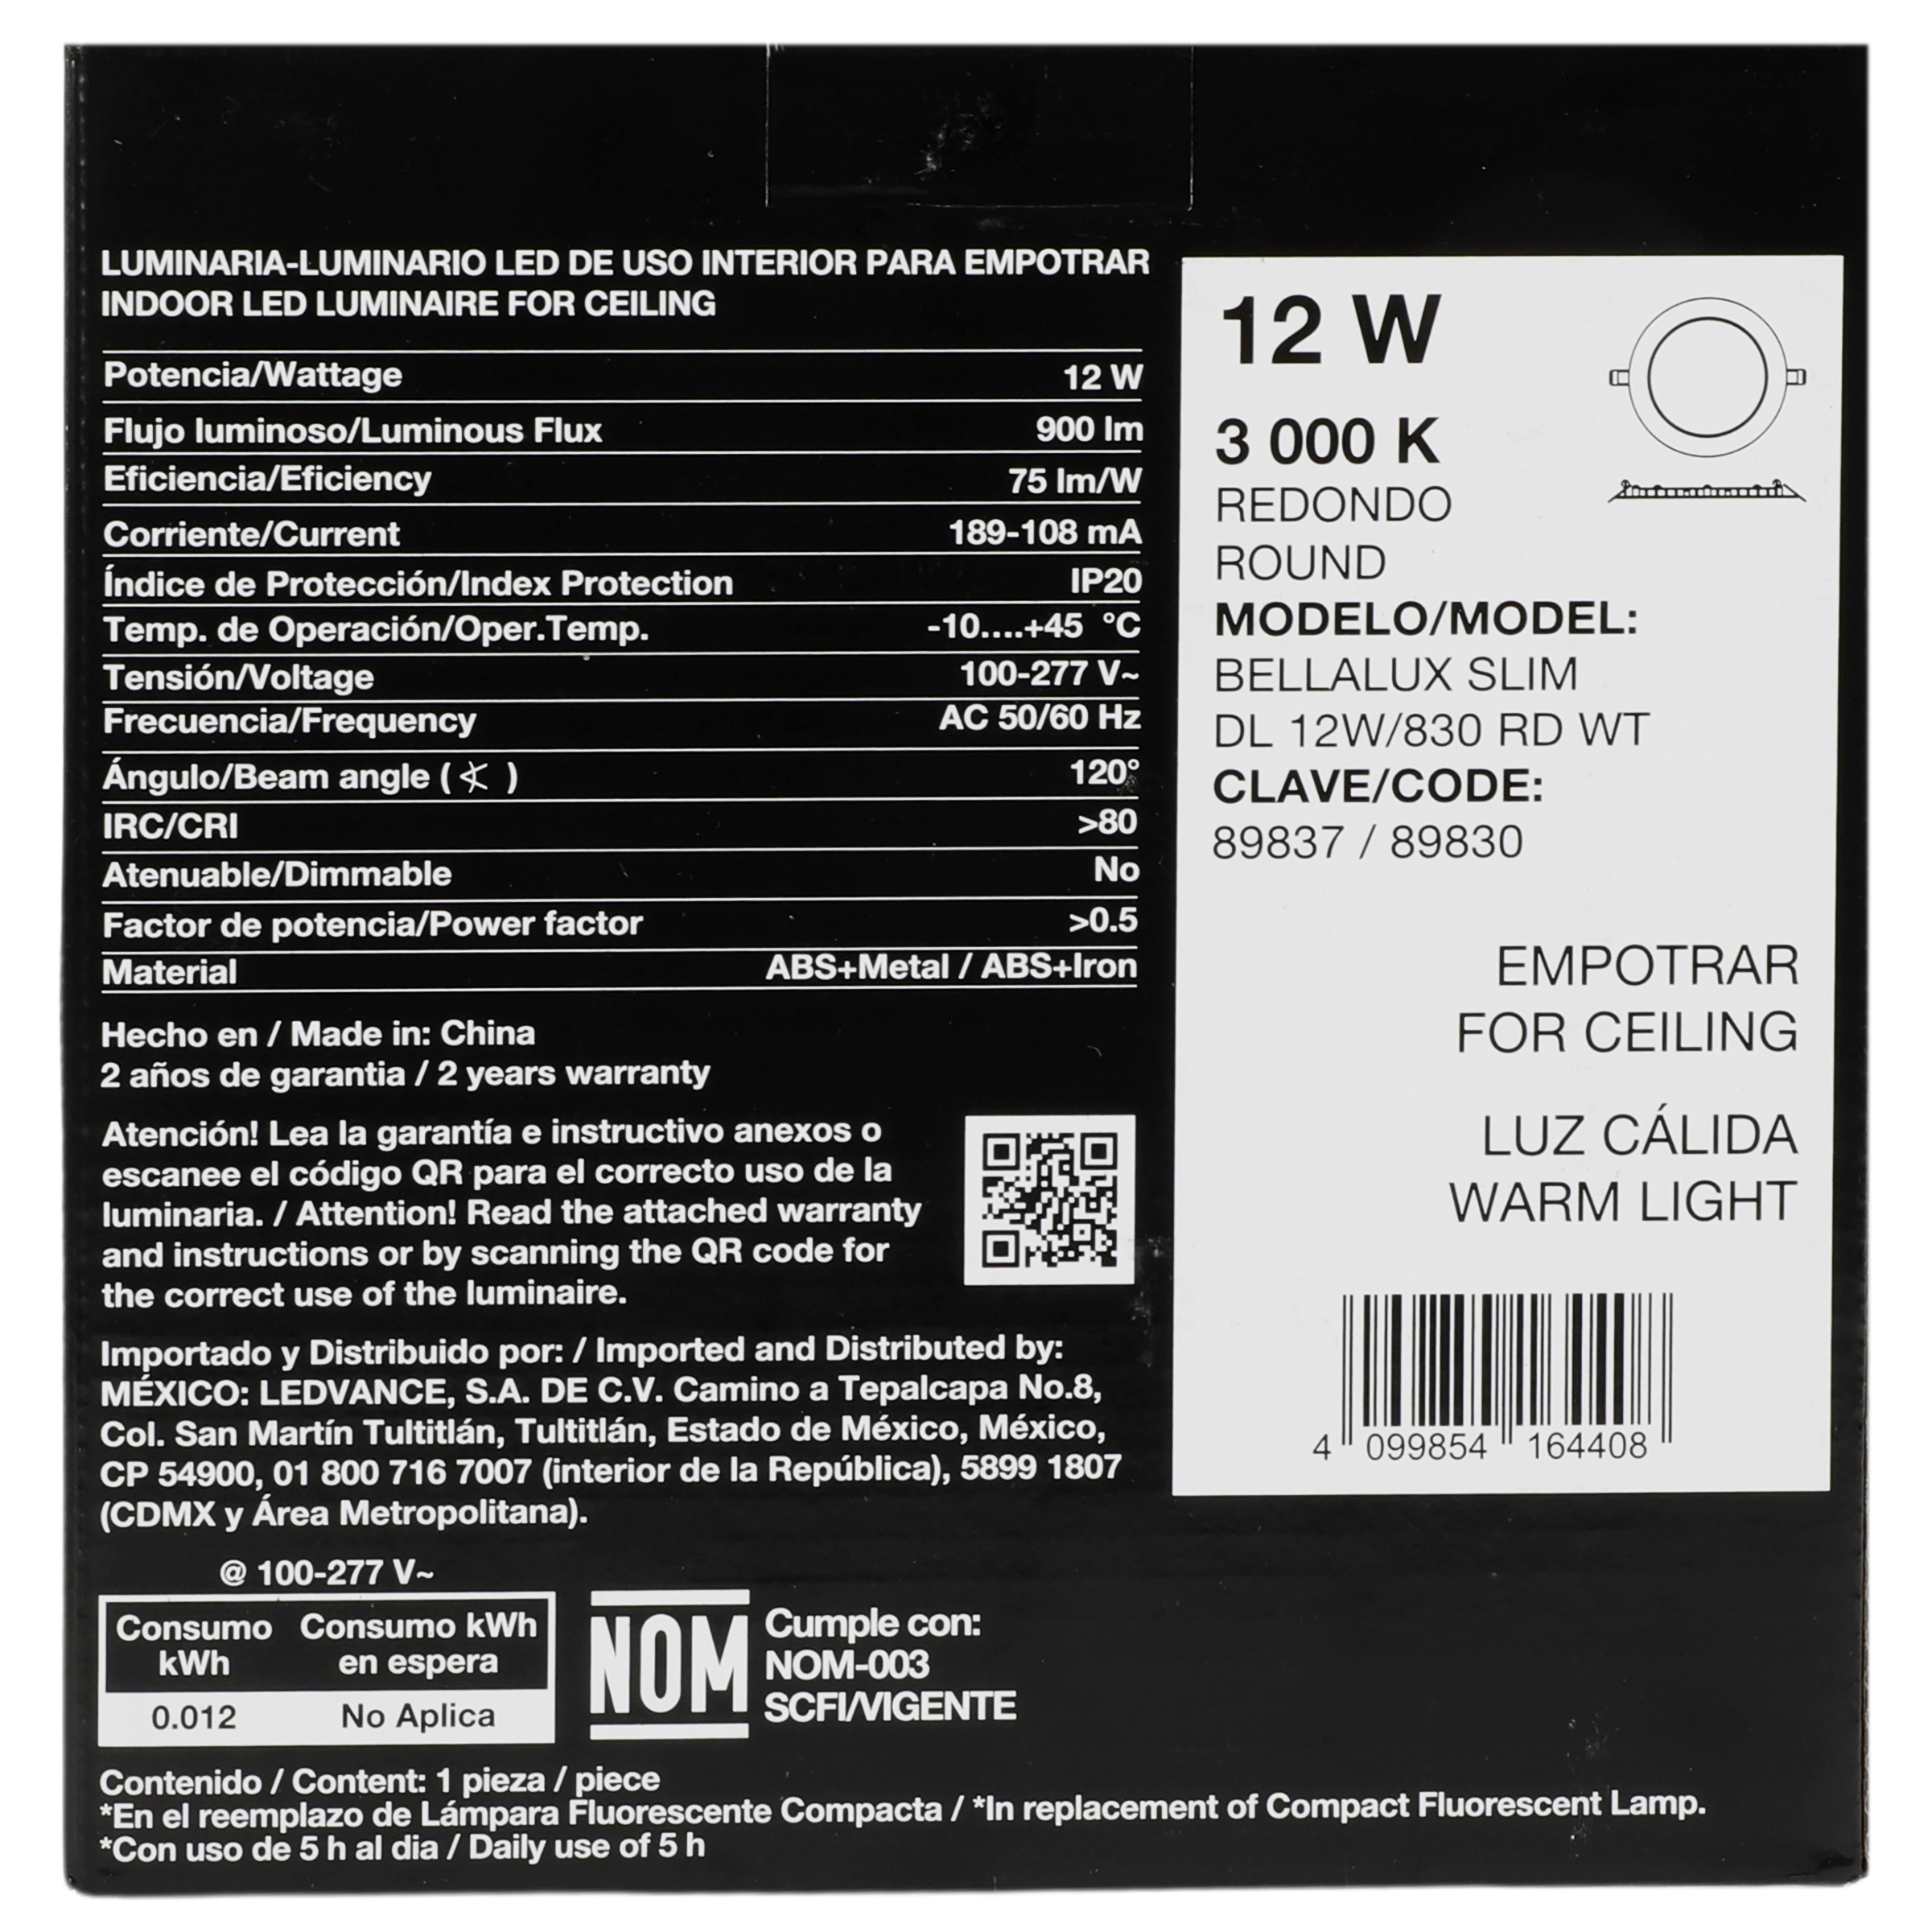 LUMINARIA-LUMINARIO LED DE USO INTERIOR PARA EMPOTRAR
INDOOR LED LUMINAIRE FOR CEILING
Potencia/Wattage 12 W
Flujo luminoso/Luminous Flux 900 lm
Eficiencia/Eficiency 75 lm/W
Corriente/Current 189-108 mA
Índice de Protección/Index Protection IP20
Temp. de Operación/Oper.Temp. -10....+45 °C
Tensión/Voltage 100-277 V~
Frecuencia/Frequency AC 50/60 Hz
Ángulo/Beam angle (∢) 120°
IRC/CRI >80
Atenuable/Dimmable No
Factor de potencia/Power factor >0.5
Material ABS+Metal / ABS+Iron
Hecho en / Made in: China
2 años de garantia / 2 years warranty
Atención! Lea la garantía e instructivo anexos o
escanee el código QR para el correcto uso de la
luminaria. / Attention! Read the attached warranty
and instructions or by scanning the QR code for
the correct use of the luminaire.
Importado y Distribuido por: / Imported and Distributed by:
MÉXICO: LEDVANCE, S.A. DE C.V. Camino a Tepalcapa No.8,
Col. San Martín Tultitlán, Tultitlán, Estado de México, México,
CP 54900, 01 800 716 7007 (interior de la República), 5899 1807
(CDMX y Área Metropolitana).
@ 100-277 V~
Consumo Consumo kWh
kWh en espera
0.012 No Aplica
NOM
Cumple con:
NOM-003
SCFI/VIGENTE
Contenido / Content: 1 pieza / piece
*En el reemplazo de Lámpara Fluorescente Compacta / *In replacement of Compact Fluorescent Lamp.
*Con uso de 5 h al dia / Daily use of 5 h
12 W
3 000 K
REDONDO
ROUND
MODELO/MODEL:
BELLALUX SLIM
DL 12W/830 RD WT
CLAVE/CODE:
89837 / 89830
EMPOTRAR
FOR CEILING
LUZ CÁLIDA
WARM LIGHT
4 099854 164408